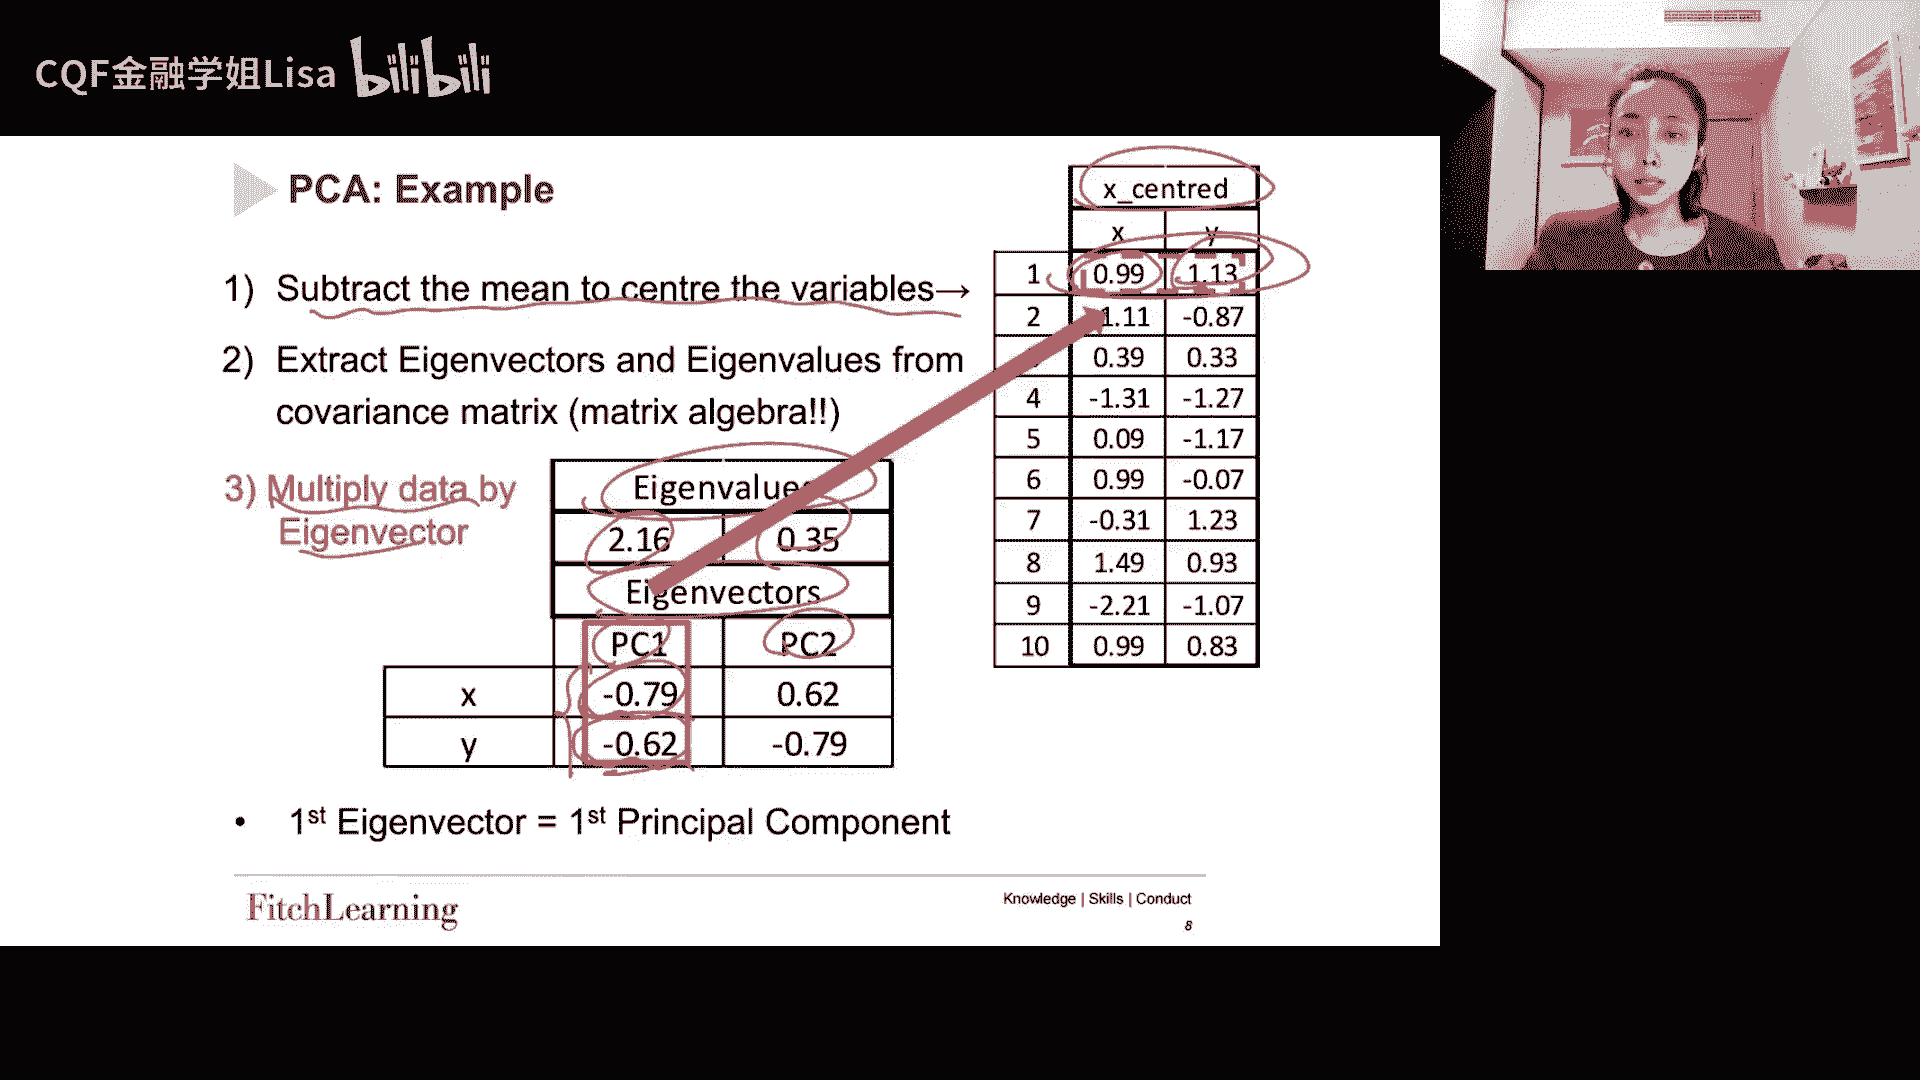 CQF金融学姐Lisa bilibili
PCA: Example
1) Subtract the mean to centre the variables→
2) Extract Eigenvectors and Eigenvalues from
covariance matrix (matrix algebra!!)
3) Multiply data by
Eigenvector
Eigenvalues
2.16 0.35
Eigenvectors
PC1 PC2
x -0.79 0.62
y -0.62 -0.79
• 1st Eigenvector = 1st Principal Component
x_centred
x y
1 0.99 1.13
2 1.11 -0.87
0.39 0.33
4 -1.31 -1.27
5 0.09 -1.17
6 0.99 -0.07
7 -0.31 1.23
8 1.49 0.93
9 -2.21 -1.07
10 0.99 0.83
FitchLearning
Knowledge | Skills | Conduct
8